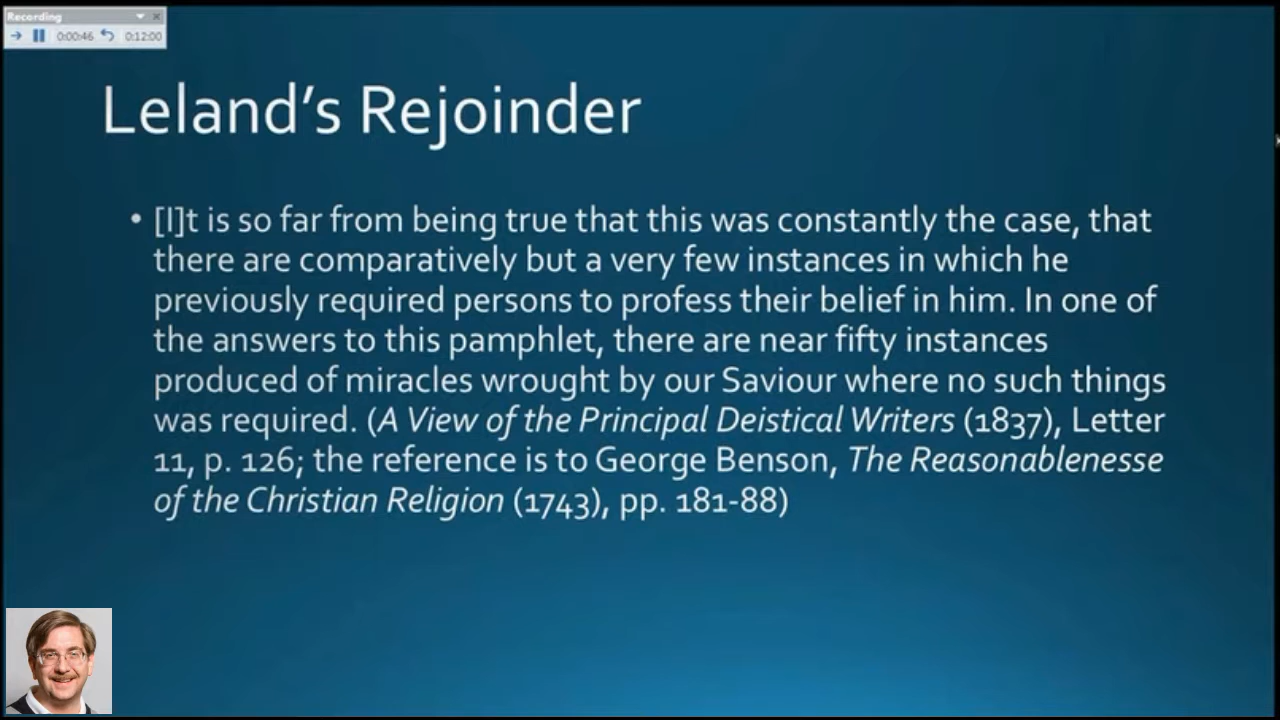 Recording
0:00:46 0:12:00
Leland's Rejoinder
• [I]t is so far from being true that this was constantly the case, that
there are comparatively but a very few instances in which he
previously required persons to profess their belief in him. In one of
the answers to this pamphlet, there are near fifty instances
produced of miracles wrought by our Saviour where no such things
was required. (A View of the Principal Deistical Writers (1837), Letter
11, p. 126; the reference is to George Benson, The Reasonablenesse
of the Christian Religion (1743), pp. 181-88)